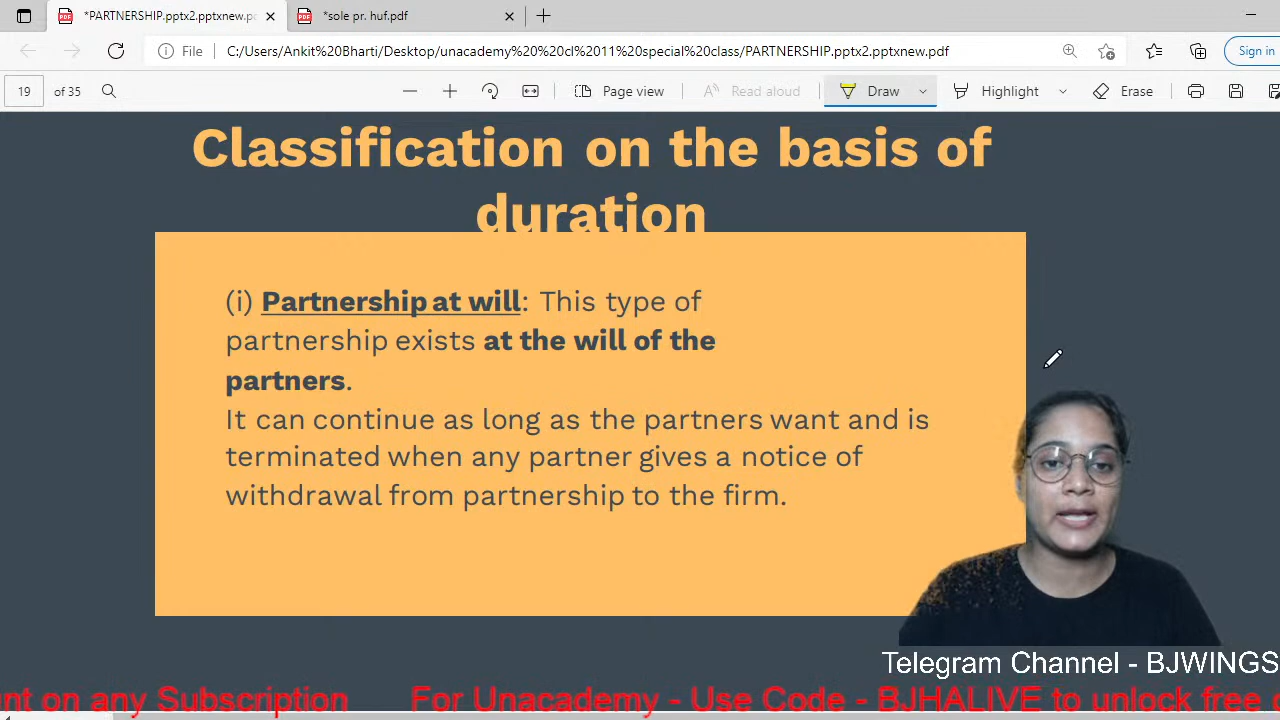 *PARTNERSHIP.pptx2.pptxnew.pd
*sole pr. huf.pdf
File
C:/Users/Ankit%20Bharti/Desktop/unacademy%20%20cl%2011%20special%20class/PARTNERSHIP.pptx2.pptxnew.pdf
Sign in
19 of 35
Page view
Read aloud
Draw
Highlight
Erase
Classification on the basis of
duration
(i) Partnership at will: This type of
partnership exists at the will of the
partners.
It can continue as long as the partners want and is
terminated when any partner gives a notice of
withdrawal from partnership to the firm.
Telegram Channel - BJWINGS
nt on any Subscription For Unacademy - Use Code - BJHALIVE to unlock free